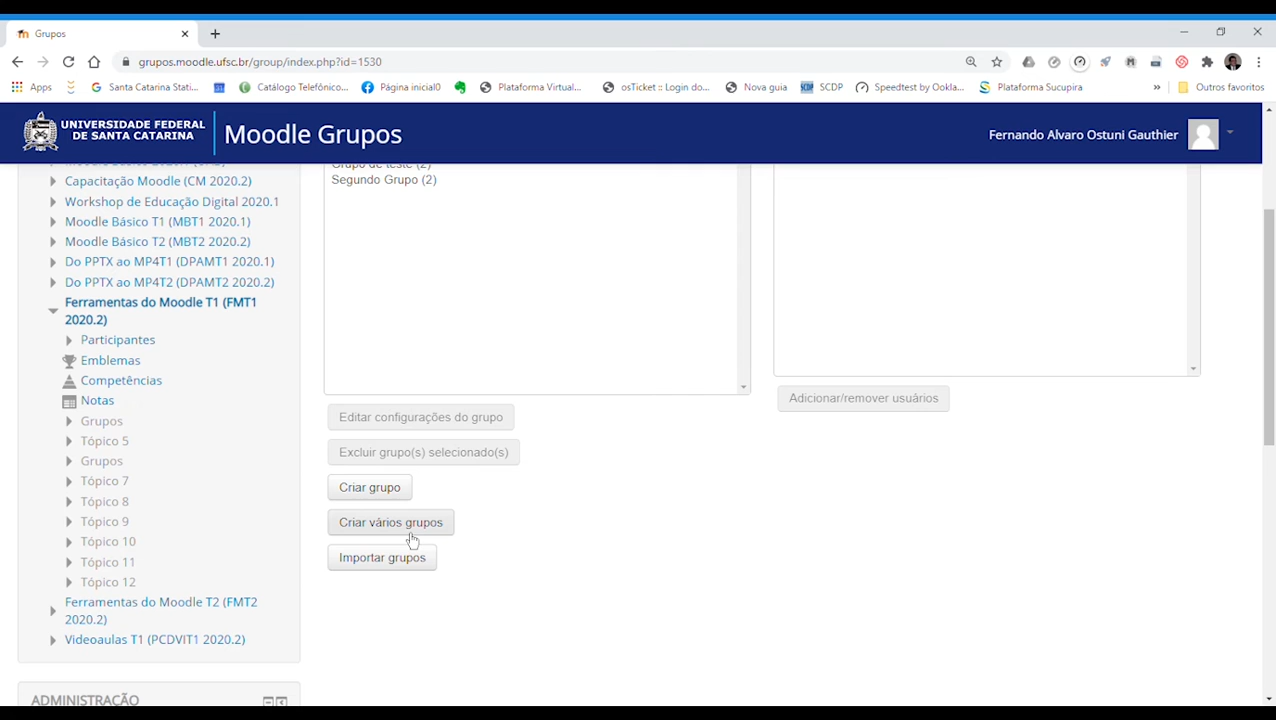 Grupos
grupos.moodle.ufsc.br/group/index.php?id=1530
Apps
Santa Catarina Stati...
Catálogo Telefônico...
Página inicial0
Plataforma Virtual...
osTicket :: Login do...
Nova guia
SCDP
Speedtest by Ookla...
Plataforma Sucupira
»
Outros favoritos
UNIVERSIDADE FEDERAL
DE SANTA CATARINA
Moodle Grupos
Fernando Alvaro Ostuni Gauthier
Grupo de teste (2)
Segundo Grupo (2)
Capacitação Moodle (CM 2020.2)
Workshop de Educação Digital 2020.1
Moodle Básico T1 (MBT1 2020.1)
Moodle Básico T2 (MBT2 2020.2)
Do PPTX ao MP4T1 (DPAMT1 2020.1)
Do PPTX ao MP4T2 (DPAMT2 2020.2)
Ferramentas do Moodle T1 (FMT1
2020.2)
Participantes
Emblemas
Competências
Notas
Grupos
Tópico 5
Grupos
Tópico 7
Tópico 8
Tópico 9
Tópico 10
Tópico 11
Tópico 12
Ferramentas do Moodle T2 (FMT2
2020.2)
Videoaulas T1 (PCDVIT1 2020.2)
ADMINISTRAÇÃO
Editar configurações do grupo
Excluir grupo(s) selecionado(s)
Criar grupo
Criar vários grupos
Importar grupos
Adicionar/remover usuários